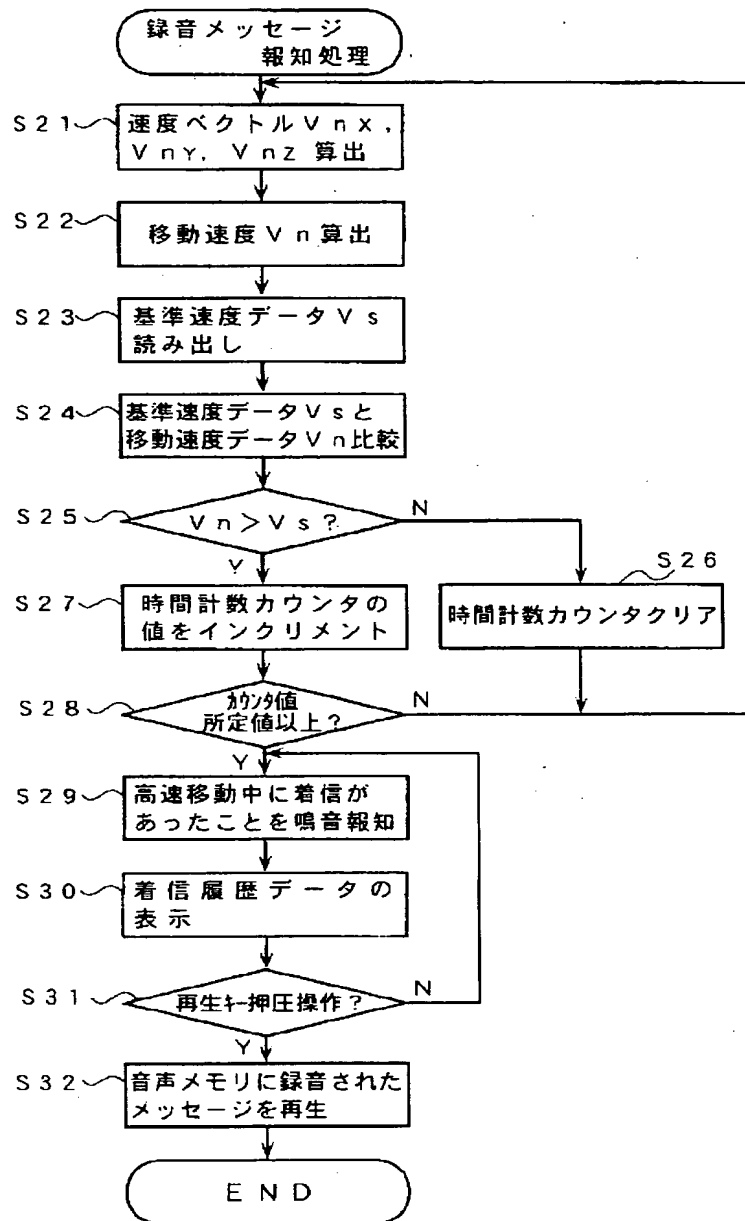 録音メッセージ
報知処理
S21
速度ベクトルVnX,
VnY, VnZ 算出
S22
移動速度Vn算出
S23
基準速度データVs
読み出し
S24
基準速度データVsと
移動速度データVn比較
S25
Vn>Vs?
N
Y
S26
時間計数カウンタクリア
S27
時間計数カウンタの
値をインクリメント
S28
カウンタ値
所定値以上?
N
Y
S29
高速移動中に着信が
あったことを鳴音報知
S30
着信履歴データの
表示
S31
再生キー押圧操作?
N
Y
S32
音声メモリに録音された
メッセージを再生
END